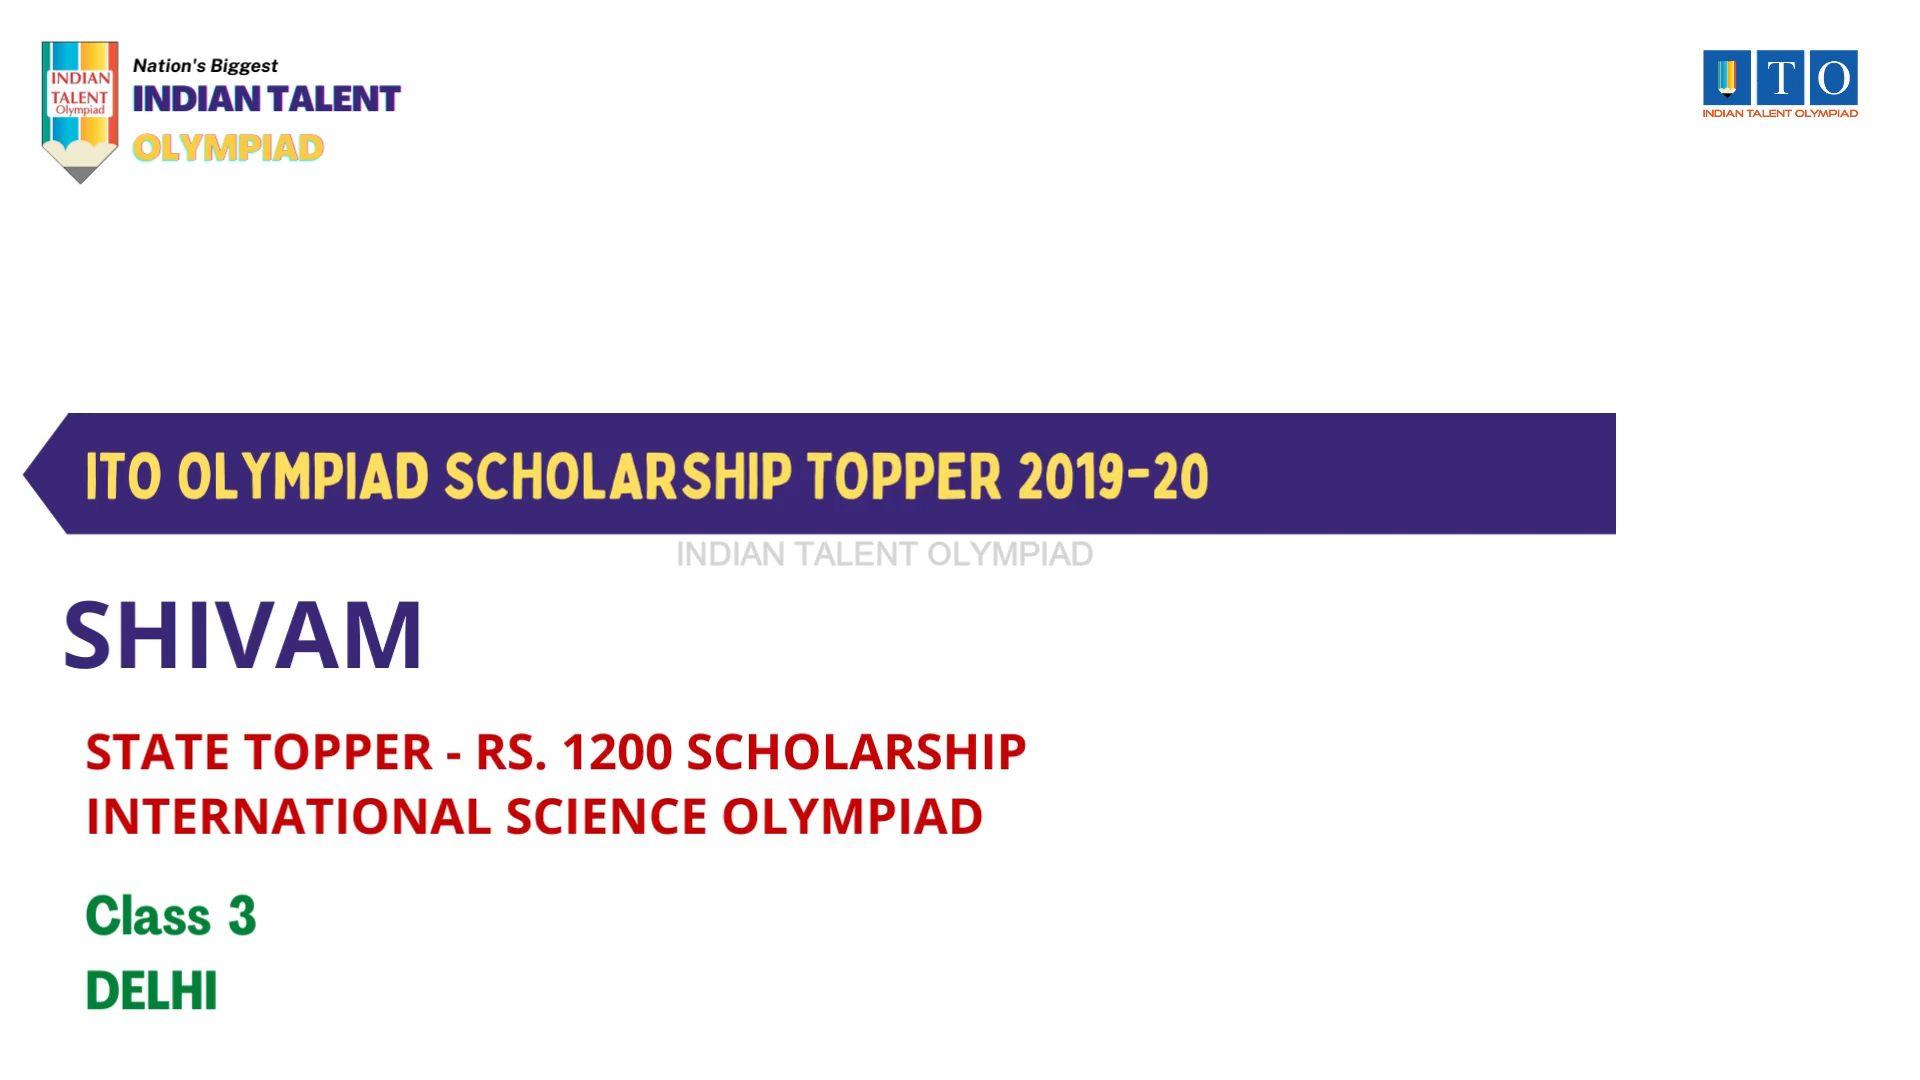 INDIAN
TALENT
Olympiad
Nation's Biggest
INDIAN TALENT
OLYMPIAD
T O
INDIAN TALENT OLYMPIAD
ITO OLYMPIAD SCHOLARSHIP TOPPER 2019-20
INDIAN TALENT OLYMPIAD
SHIVAM
STATE TOPPER - RS. 1200 SCHOLARSHIP
INTERNATIONAL SCIENCE OLYMPIAD
Class 3
DELHI